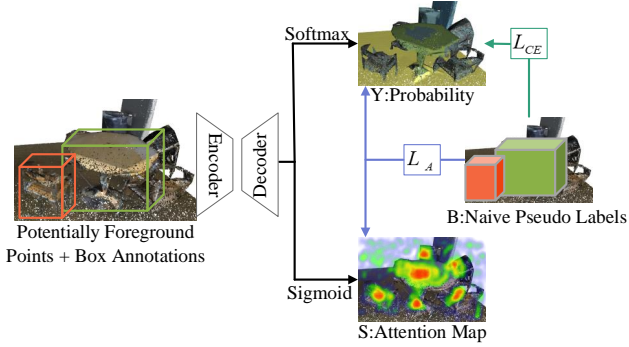 Softmax
L_CE
Y:Probability
Encoder
Decoder
L_A
B:Naive Pseudo Labels
Potentially Foreground
Points + Box Annotations
Sigmoid
S:Attention Map